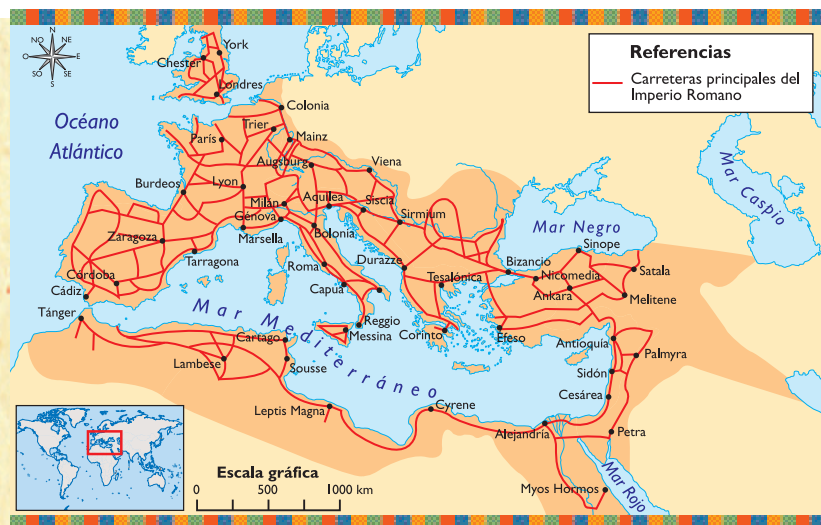 N
NO
NE
O
E
SO
SE
S
Referencias
Carreteras principales del
Imperio Romano
Océano
Atlántico
York
Chester
Londres
Colonia
Trier
París
Mainz
Augsburg
Viena
Burdeos
Lyon
Milán
Aquilea
Siscia
Sirmium
Génova
Bolonia
Marsella
Zaragoza
Tarragona
Córdoba
Cádiz
Tánger
Roma
Capua
Durazze
Tesalónica
Reggio
Messina
Corinto
Mar Mediterráneo
Mar Negro
Mar Caspio
Sinope
Bizancio
Nicomedia
Satala
Ankara
Melitene
Efeso
Antioquía
Palmyra
Sidón
Cesárea
Cartago
Lambese
Sousse
Leptis Magna
Cyrene
Alejandría
Petra
Myos Hormos
Mar Rojo
Escala gráfica
0 500 1000 km